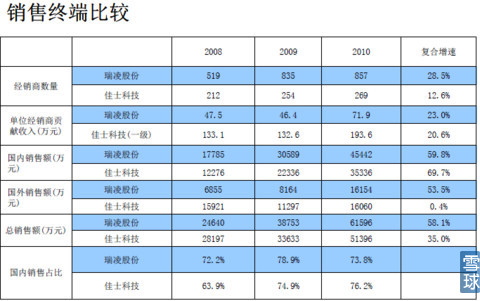 销售终端比较
2008 2009 2010 复合增速
经销商数量 瑞凌股份 519 835 857 28.5%
佳士科技 212 254 269 12.6%
单位经销商贡献收入(万元) 瑞凌股份 47.5 46.4 71.9 23.0%
佳士科技(一级) 133.1 132.6 193.6 20.6%
国内销售额(万元) 瑞凌股份 17785 30589 45442 59.8%
佳士科技 12276 22336 35336 69.7%
国外销售额(万元) 瑞凌股份 6855 8164 16154 53.5%
佳士科技 15921 11297 16060 0.4%
总销售额(万元) 瑞凌股份 24640 38753 61596 58.1%
佳士科技 28197 33633 51396 35.0%
国内销售占比 瑞凌股份 72.2% 78.9% 73.8%
佳士科技 63.9% 74.9% 76.2%
雪球